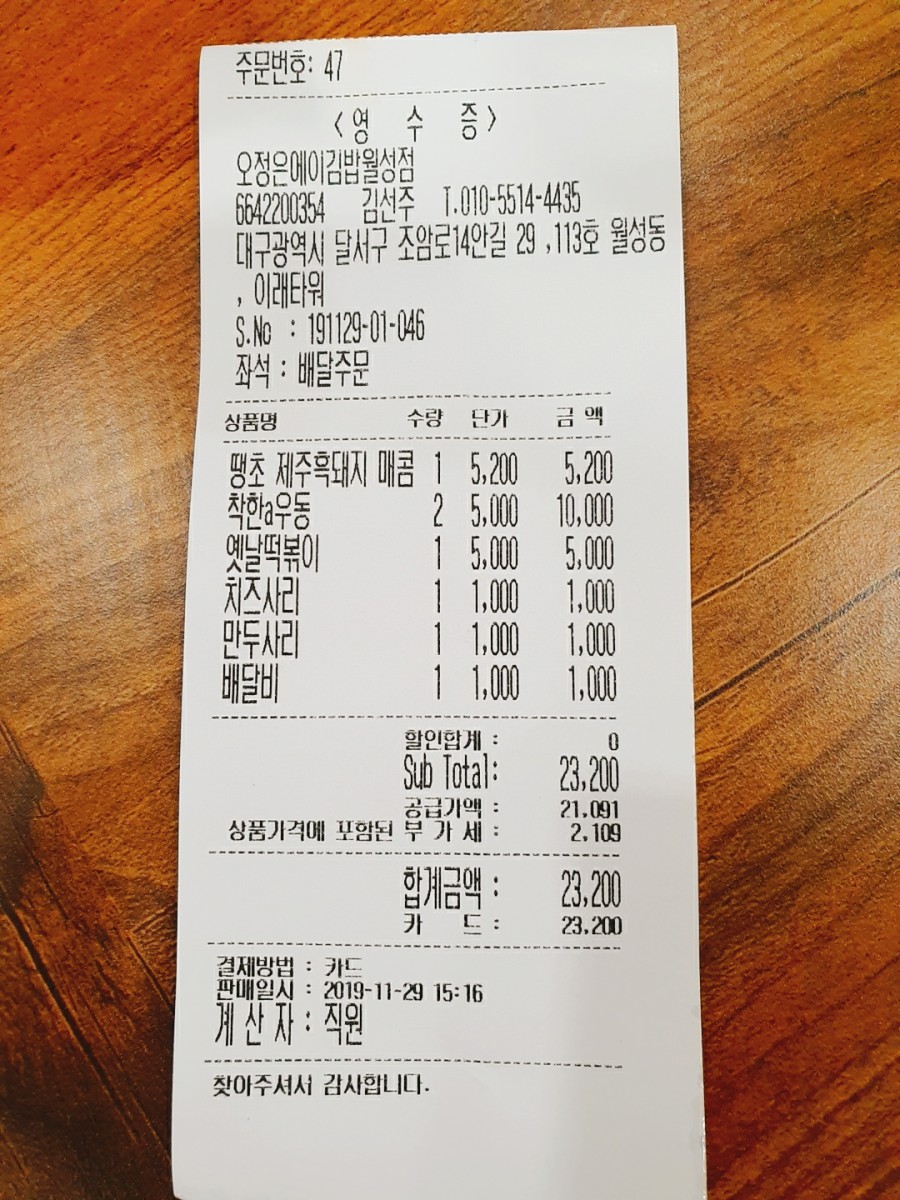 주문번호: 47
<영 수 증>
오정은에이김밥월성점
6642200354 김선주 T.010-5514-4435
대구광역시 달서구 조암로14안길 29 ,113호 월성동
, 이래타워
S.No : 191129-01-046
좌석 : 배달주문
상품명 수량 단가 금 액
땡초 제주흑돼지 매콤 1 5,200 5,200
착한a우동 2 5,000 10,000
옛날떡볶이 1 5,000 5,000
치즈사리 1 1,000 1,000
만두사리 1 1,000 1,000
배달비 1 1,000 1,000
할인합계 : 0
Sub Total: 23,200
공급가액 : 21,091
상품가격에 포함된 부 가 세 : 2,109
합계금액 : 23,200
카 드 : 23,200
결제방법 : 카드
판매일시 : 2019-11-29 15:16
계 산 자 : 직원
찾아주셔서 감사합니다.